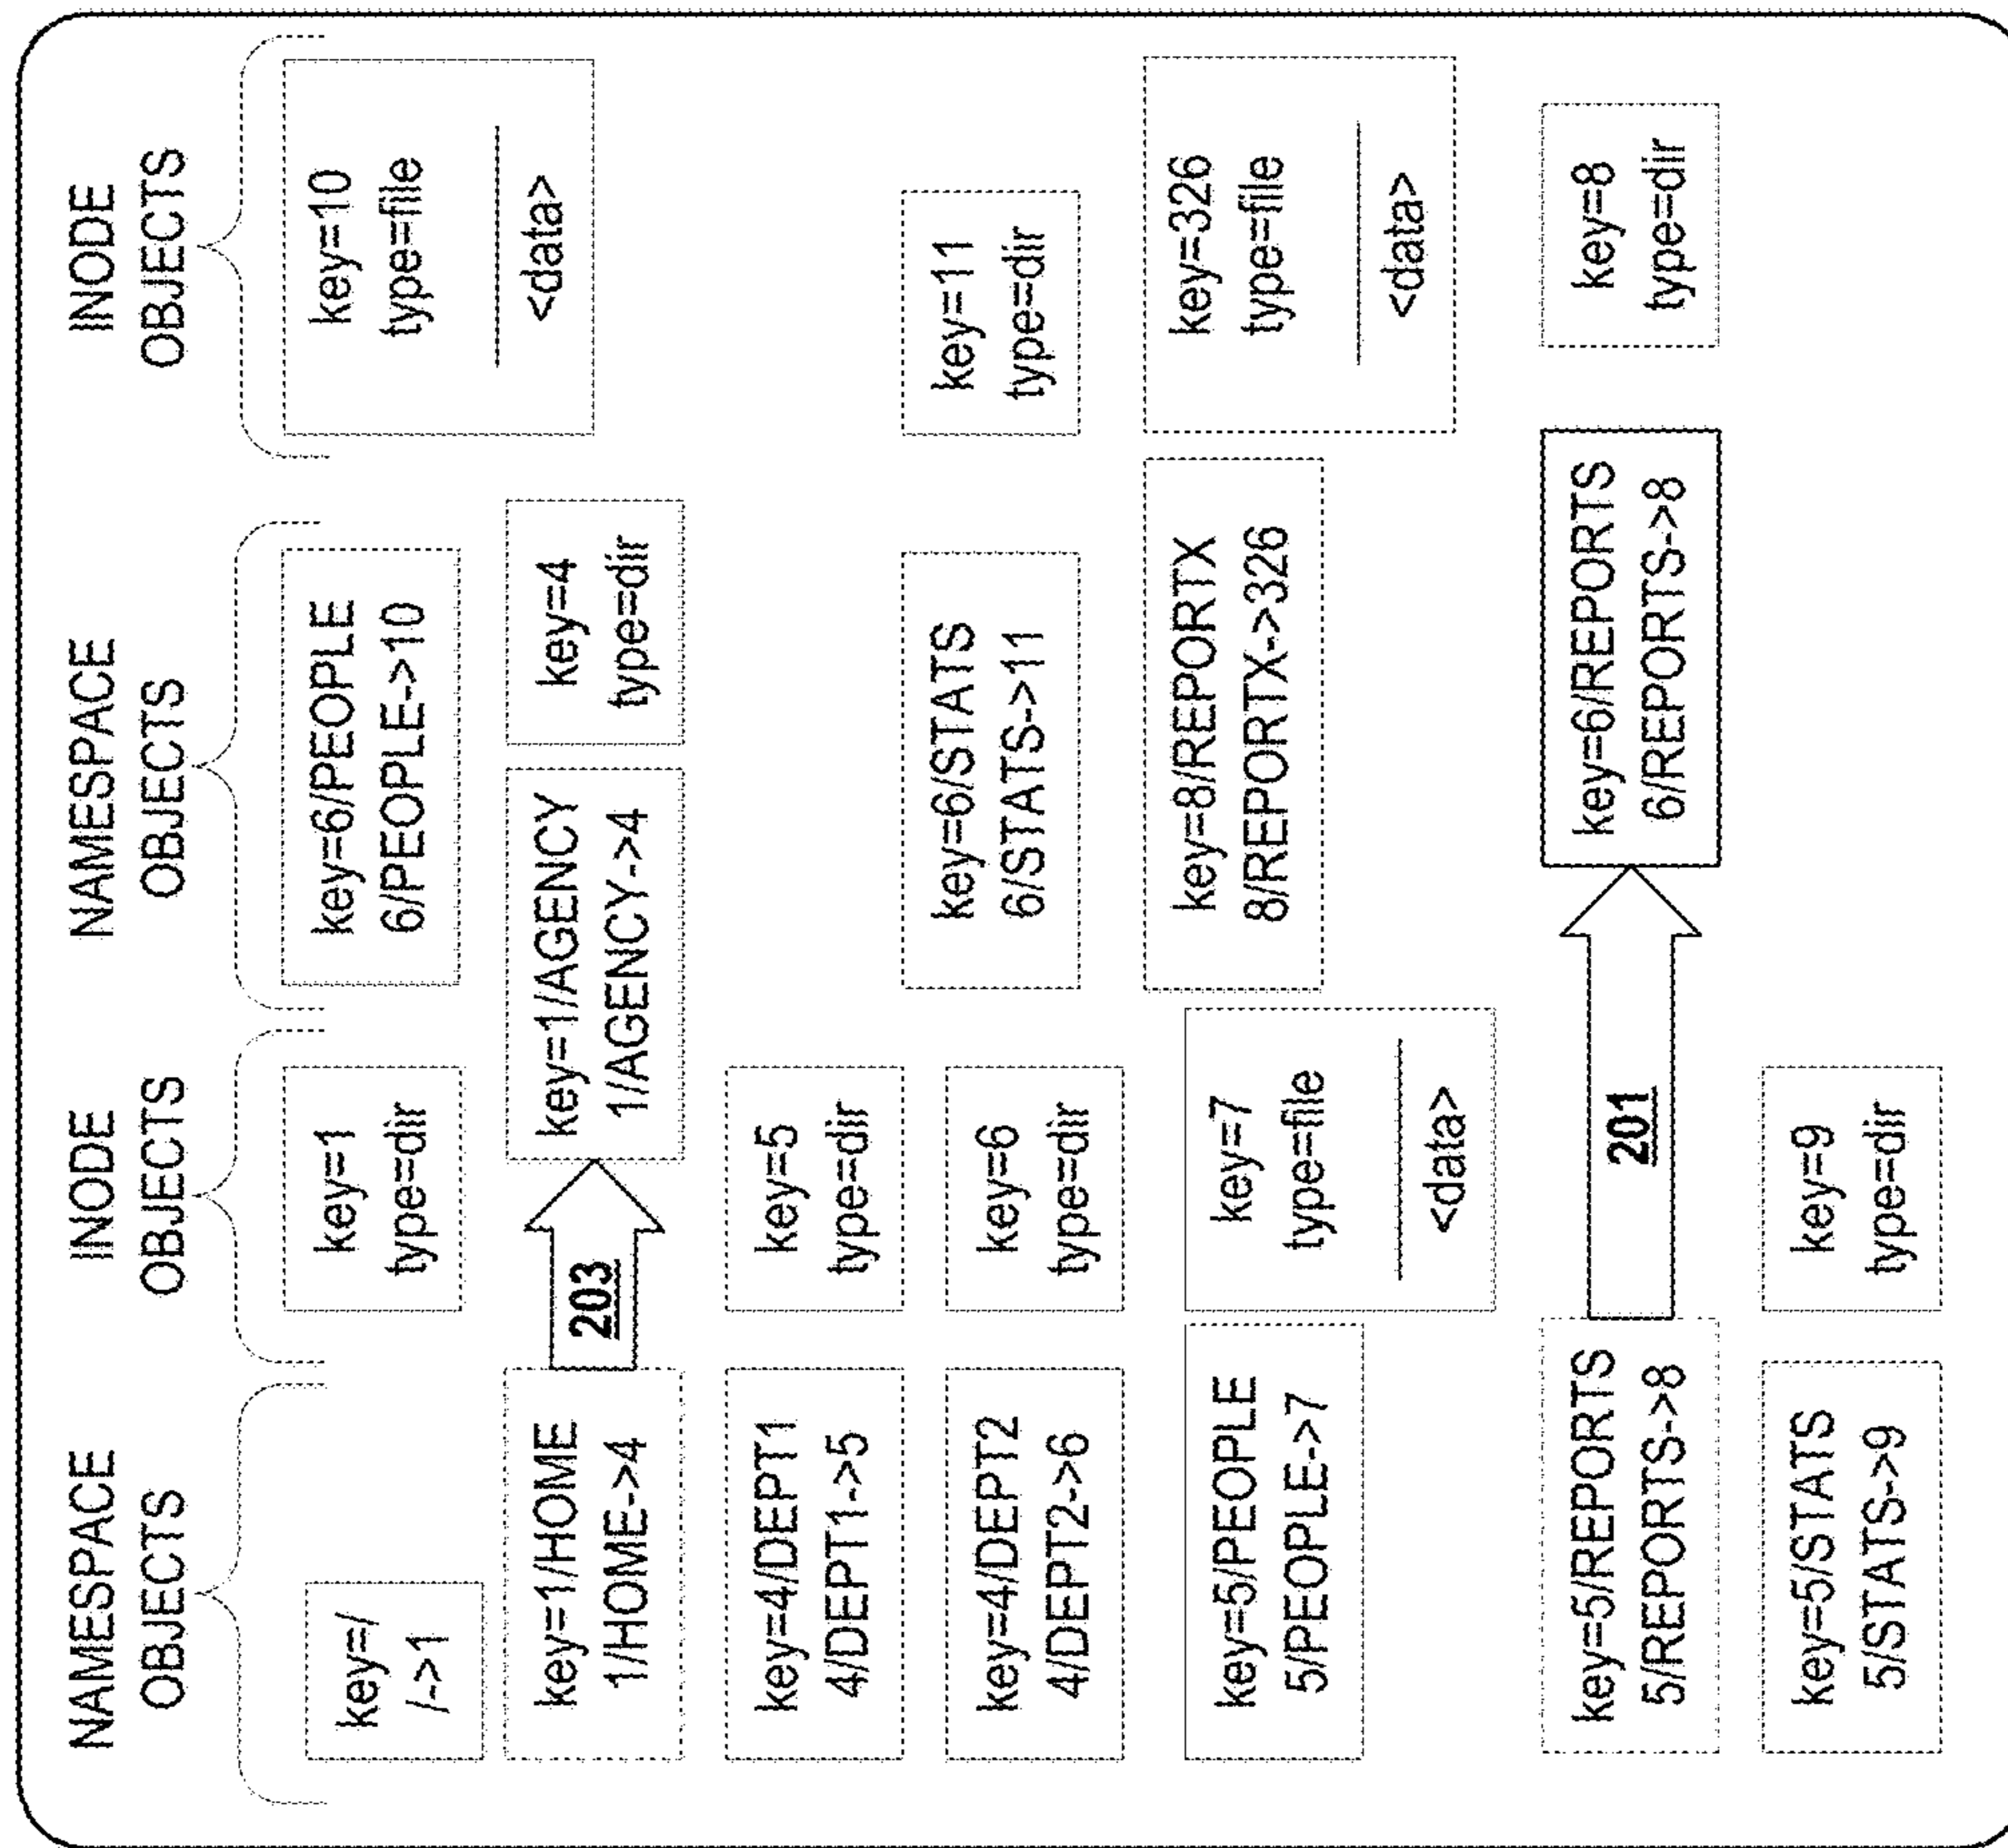 NAMESPACE
OBJECTS
INODE
OBJECTS
NAMESPACE
OBJECTS
INODE
OBJECTS
key=/
/->1
key=1
type=dir
key=6/PEOPLE
6/PEOPLE->10
key=10
type=file
<data>
key=1/HOME
1/HOME->4
203
key=1/AGENCY
1/AGENCY->4
key=4
type=dir
key=4/DEPT1
4/DEPT1->5
key=5
type=dir
key=4/DEPT2
4/DEPT2->6
key=6
type=dir
key=6/STATS
6/STATS->11
key=11
type=dir
key=5/PEOPLE
5/PEOPLE->7
key=7
type=file
<data>
key=8/REPORTX
8/REPORTX->326
key=326
type=file
<data>
key=5/REPORTS
5/REPORTS->8
201
key=6/REPORTS
6/REPORTS->8
key=8
type=dir
key=5/STATS
5/STATS->9
key=9
type=dir